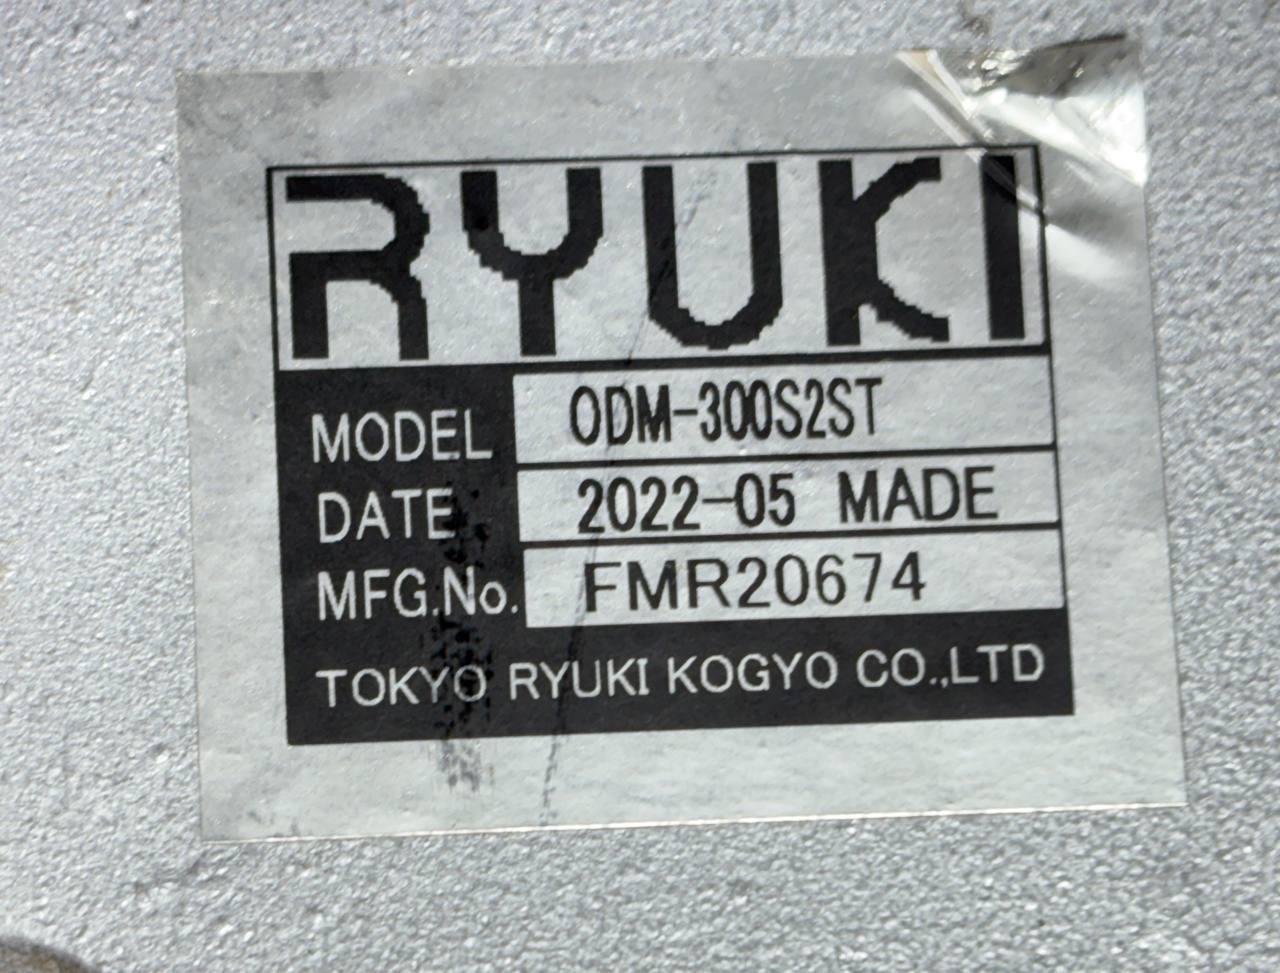 RYUKI
MODEL ODM-300S2ST
DATE 2022-05 MADE
MFG.No. FMR20674
TOKYO RYUKI KOGYO CO.,LTD